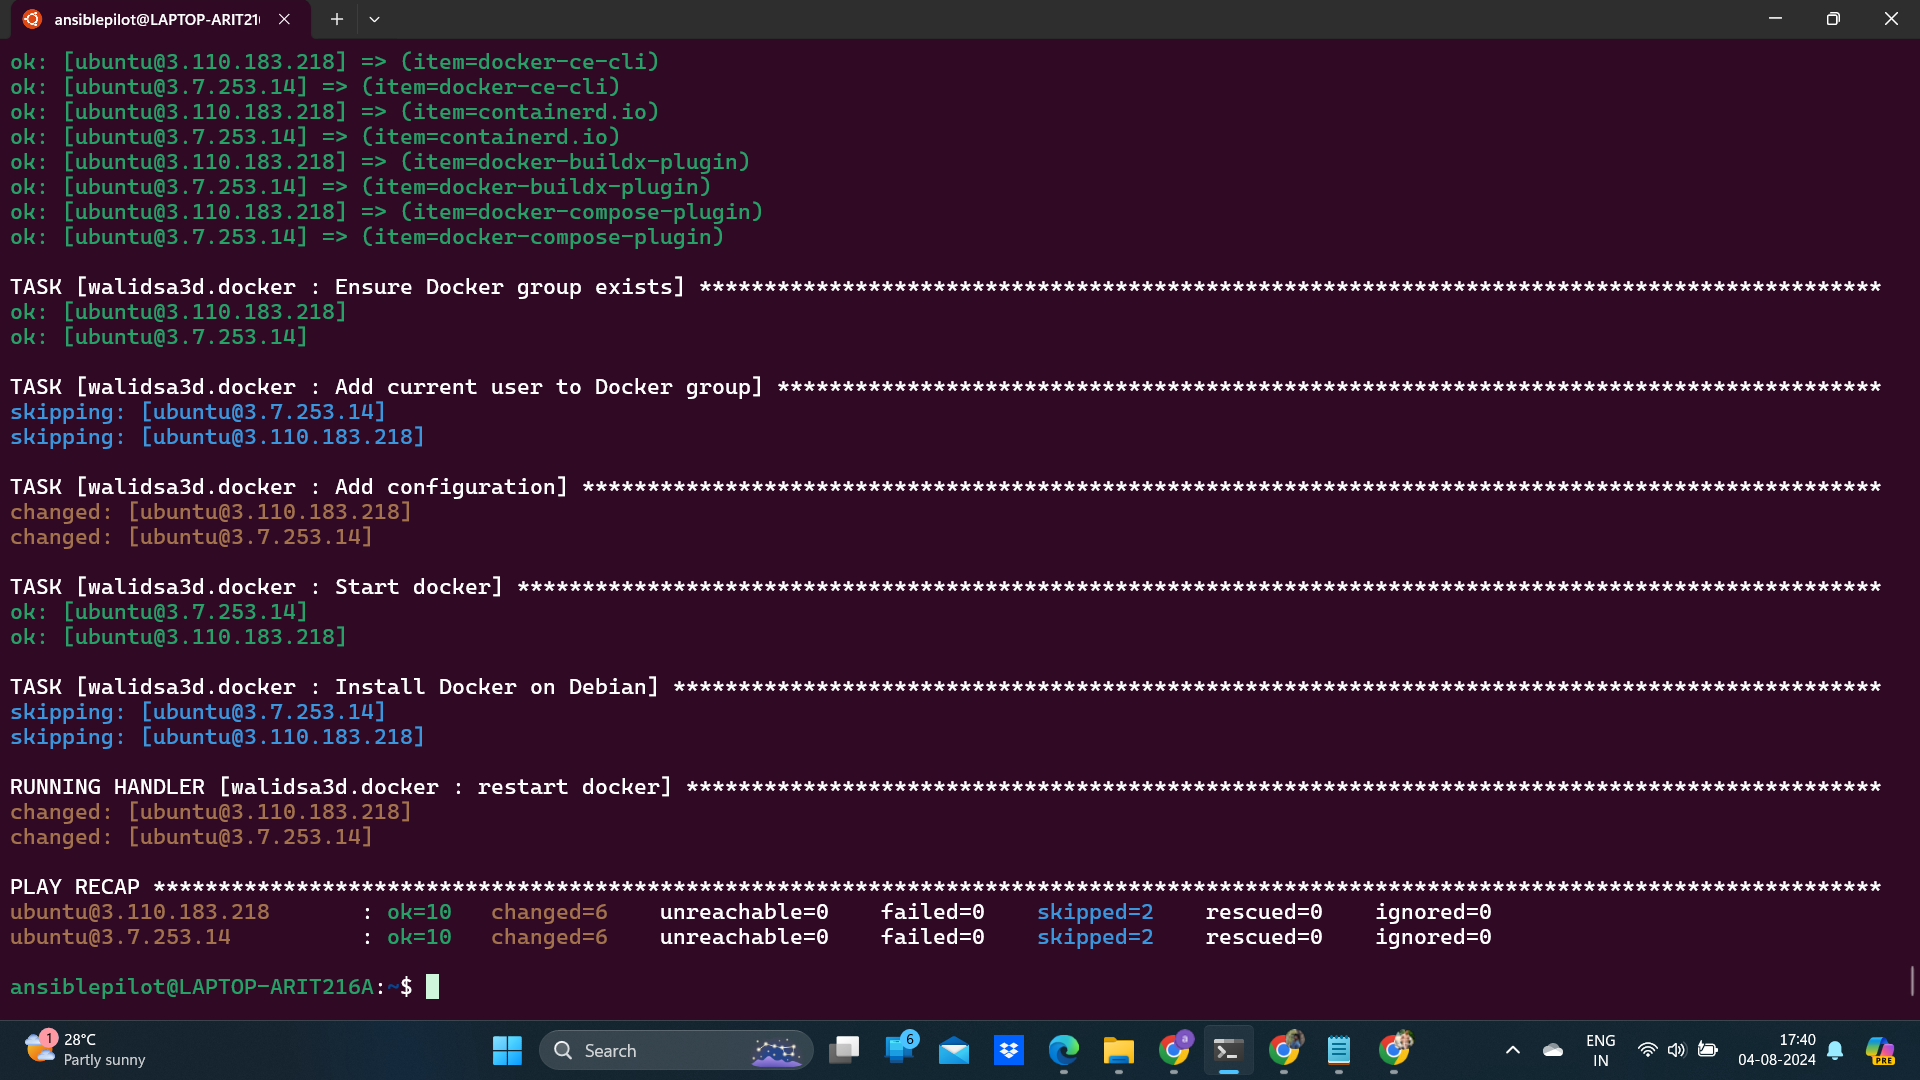 ansiblepilot@LAPTOP-ARIT21
ok: [ubuntu@3.110.183.218] => (item=docker-ce-cli)
ok: [ubuntu@3.7.253.14] => (item=docker-ce-cli)
ok: [ubuntu@3.110.183.218] => (item=containerd.io)
ok: [ubuntu@3.7.253.14] => (item=containerd.io)
ok: [ubuntu@3.110.183.218] => (item=docker-buildx-plugin)
ok: [ubuntu@3.7.253.14] => (item=docker-buildx-plugin)
ok: [ubuntu@3.110.183.218] => (item=docker-compose-plugin)
ok: [ubuntu@3.7.253.14] => (item=docker-compose-plugin)
TASK [walidsa3d.docker : Ensure Docker group exists] *******************************************************************************************
ok: [ubuntu@3.110.183.218]
ok: [ubuntu@3.7.253.14]
TASK [walidsa3d.docker : Add current user to Docker group] *************************************************************************************
skipping: [ubuntu@3.7.253.14]
skipping: [ubuntu@3.110.183.218]
TASK [walidsa3d.docker : Add configuration] ****************************************************************************************************
changed: [ubuntu@3.110.183.218]
changed: [ubuntu@3.7.253.14]
TASK [walidsa3d.docker : Start docker] *********************************************************************************************************
ok: [ubuntu@3.7.253.14]
ok: [ubuntu@3.110.183.218]
TASK [walidsa3d.docker : Install Docker on Debian] *********************************************************************************************
skipping: [ubuntu@3.7.253.14]
skipping: [ubuntu@3.110.183.218]
RUNNING HANDLER [walidsa3d.docker : restart docker] ********************************************************************************************
changed: [ubuntu@3.110.183.218]
changed: [ubuntu@3.7.253.14]
PLAY RECAP *************************************************************************************************************************************
ubuntu@3.110.183.218 : ok=10 changed=6 unreachable=0 failed=0 skipped=2 rescued=0 ignored=0
ubuntu@3.7.253.14 : ok=10 changed=6 unreachable=0 failed=0 skipped=2 rescued=0 ignored=0
ansiblepilot@LAPTOP-ARIT216A:~$
1
28°C
Partly sunny
Search
6
a
ENG
IN
17:40
04-08-2024
PRE